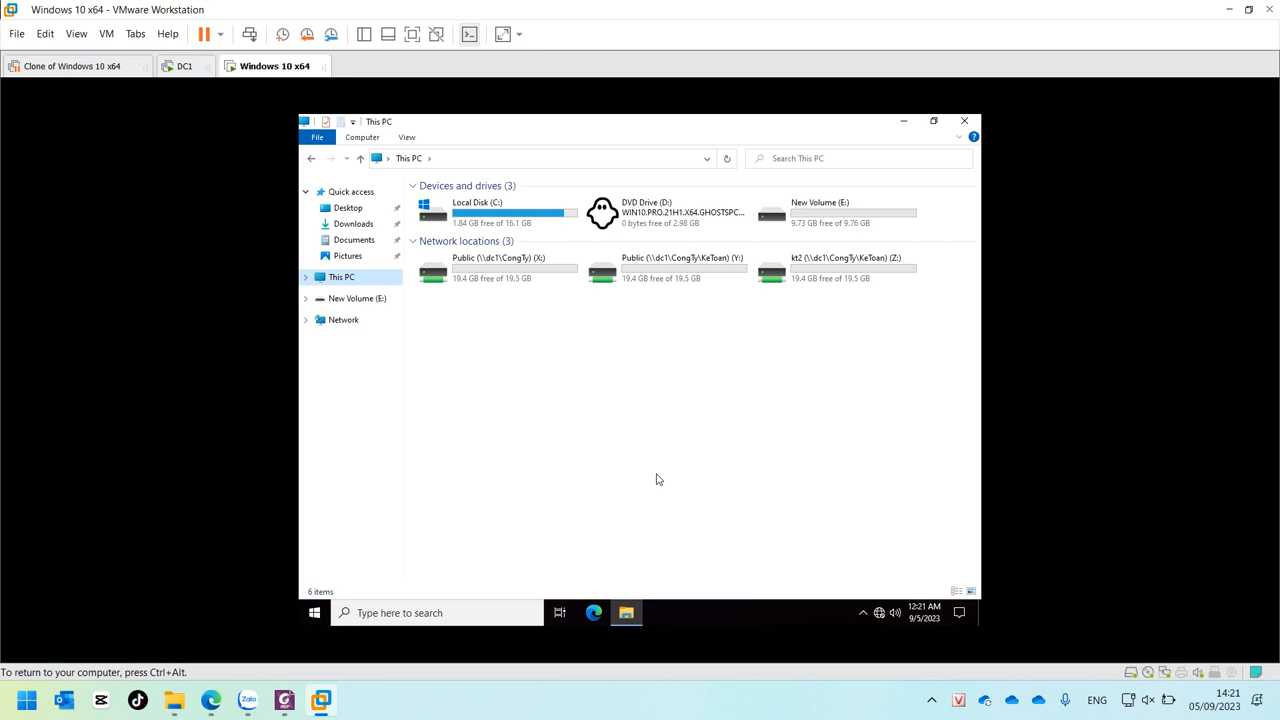 Windows 10 x64 - VMware Workstation
File Edit View VM Tabs Help
Clone of Windows 10 x64
DC1
Windows 10 x64
This PC
File Computer View
This PC
Search This PC
Quick access
Desktop
Downloads
Documents
Pictures
This PC
New Volume (E:)
Network
Devices and drives (3)
Local Disk (C:)
1.84 GB free of 16.1 GB
DVD Drive (D:)
WIN10.PRO.21H1.X64.GHOSTSPC...
0 bytes free of 2.98 GB
New Volume (E:)
9.73 GB free of 9.76 GB
Network locations (3)
Public (\\dc1\CongTy) (X:)
19.4 GB free of 19.5 GB
Public (\\dc1\CongTy\KeToan) (Y:)
19.4 GB free of 19.5 GB
kt2 (\\dc1\CongTy\KeToan) (Z:)
19.4 GB free of 19.5 GB
6 items
Type here to search
12:21 AM
9/5/2023
To return to your computer, press Ctrl+Alt.
Zalo
PDF
V
ENG
14:21
05/09/2023